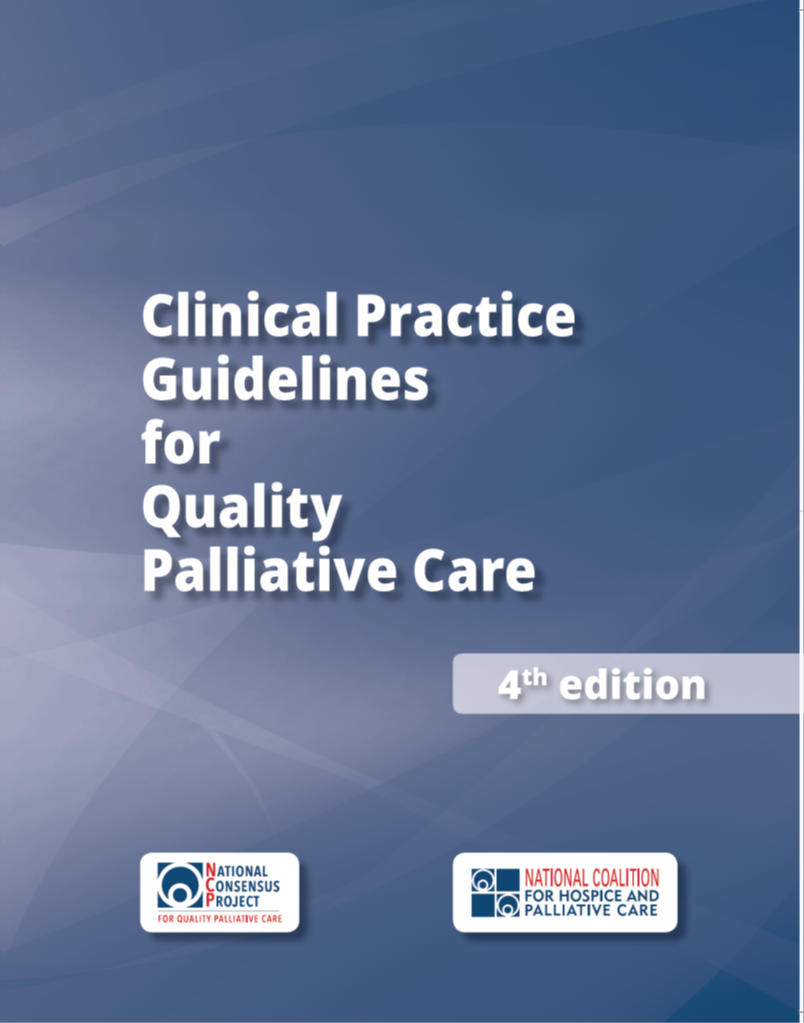 Clinical Practice
Guidelines
for
Quality
Palliative Care
4th edition
NATIONAL
CONSENSUS
PROJECT
FOR QUALITY PALLIATIVE CARE
NATIONAL COALITION
FOR HOSPICE AND
PALLIATIVE CARE